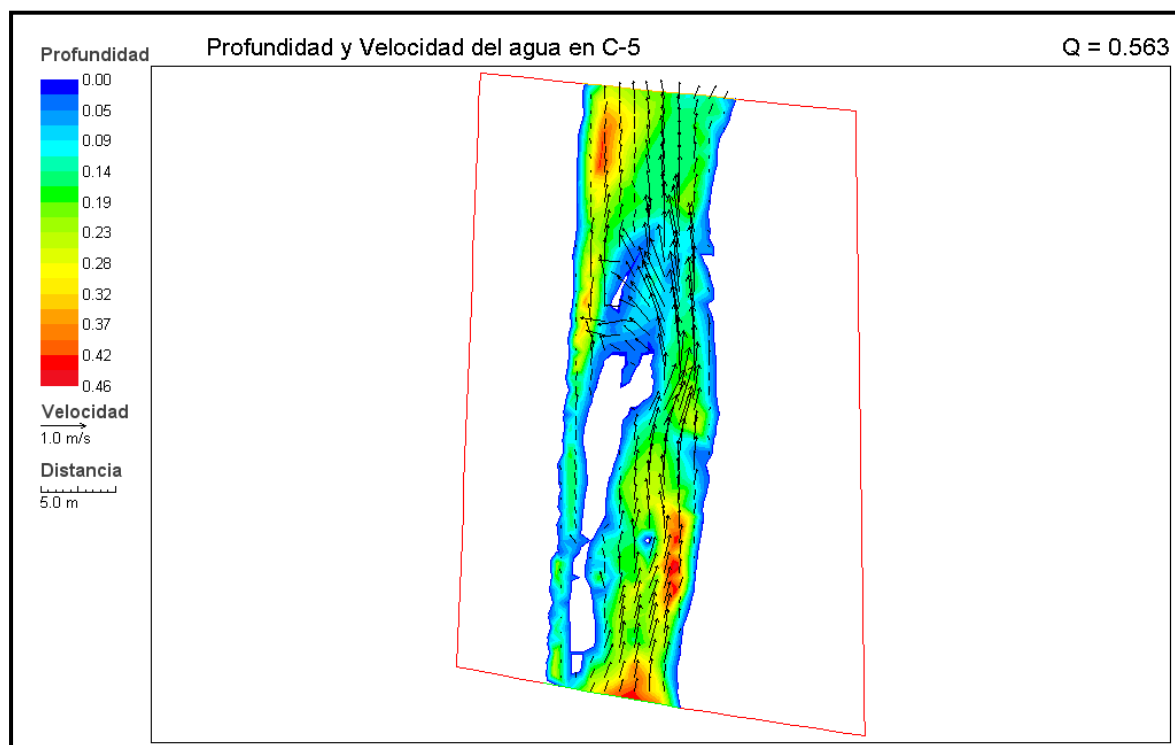 Profundidad y Velocidad del agua en C-5
Q = 0.563
Profundidad
0.00
0.05
0.09
0.14
0.19
0.23
0.28
0.32
0.37
0.42
0.46
Velocidad
1.0 m/s
Distancia
5.0 m